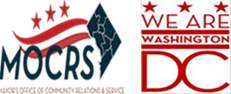 MOCRS
MAYOR'S OFFICE OF COMMUNITY RELATIONS & SERVICE
WE ARE
WASHINGTON
DC